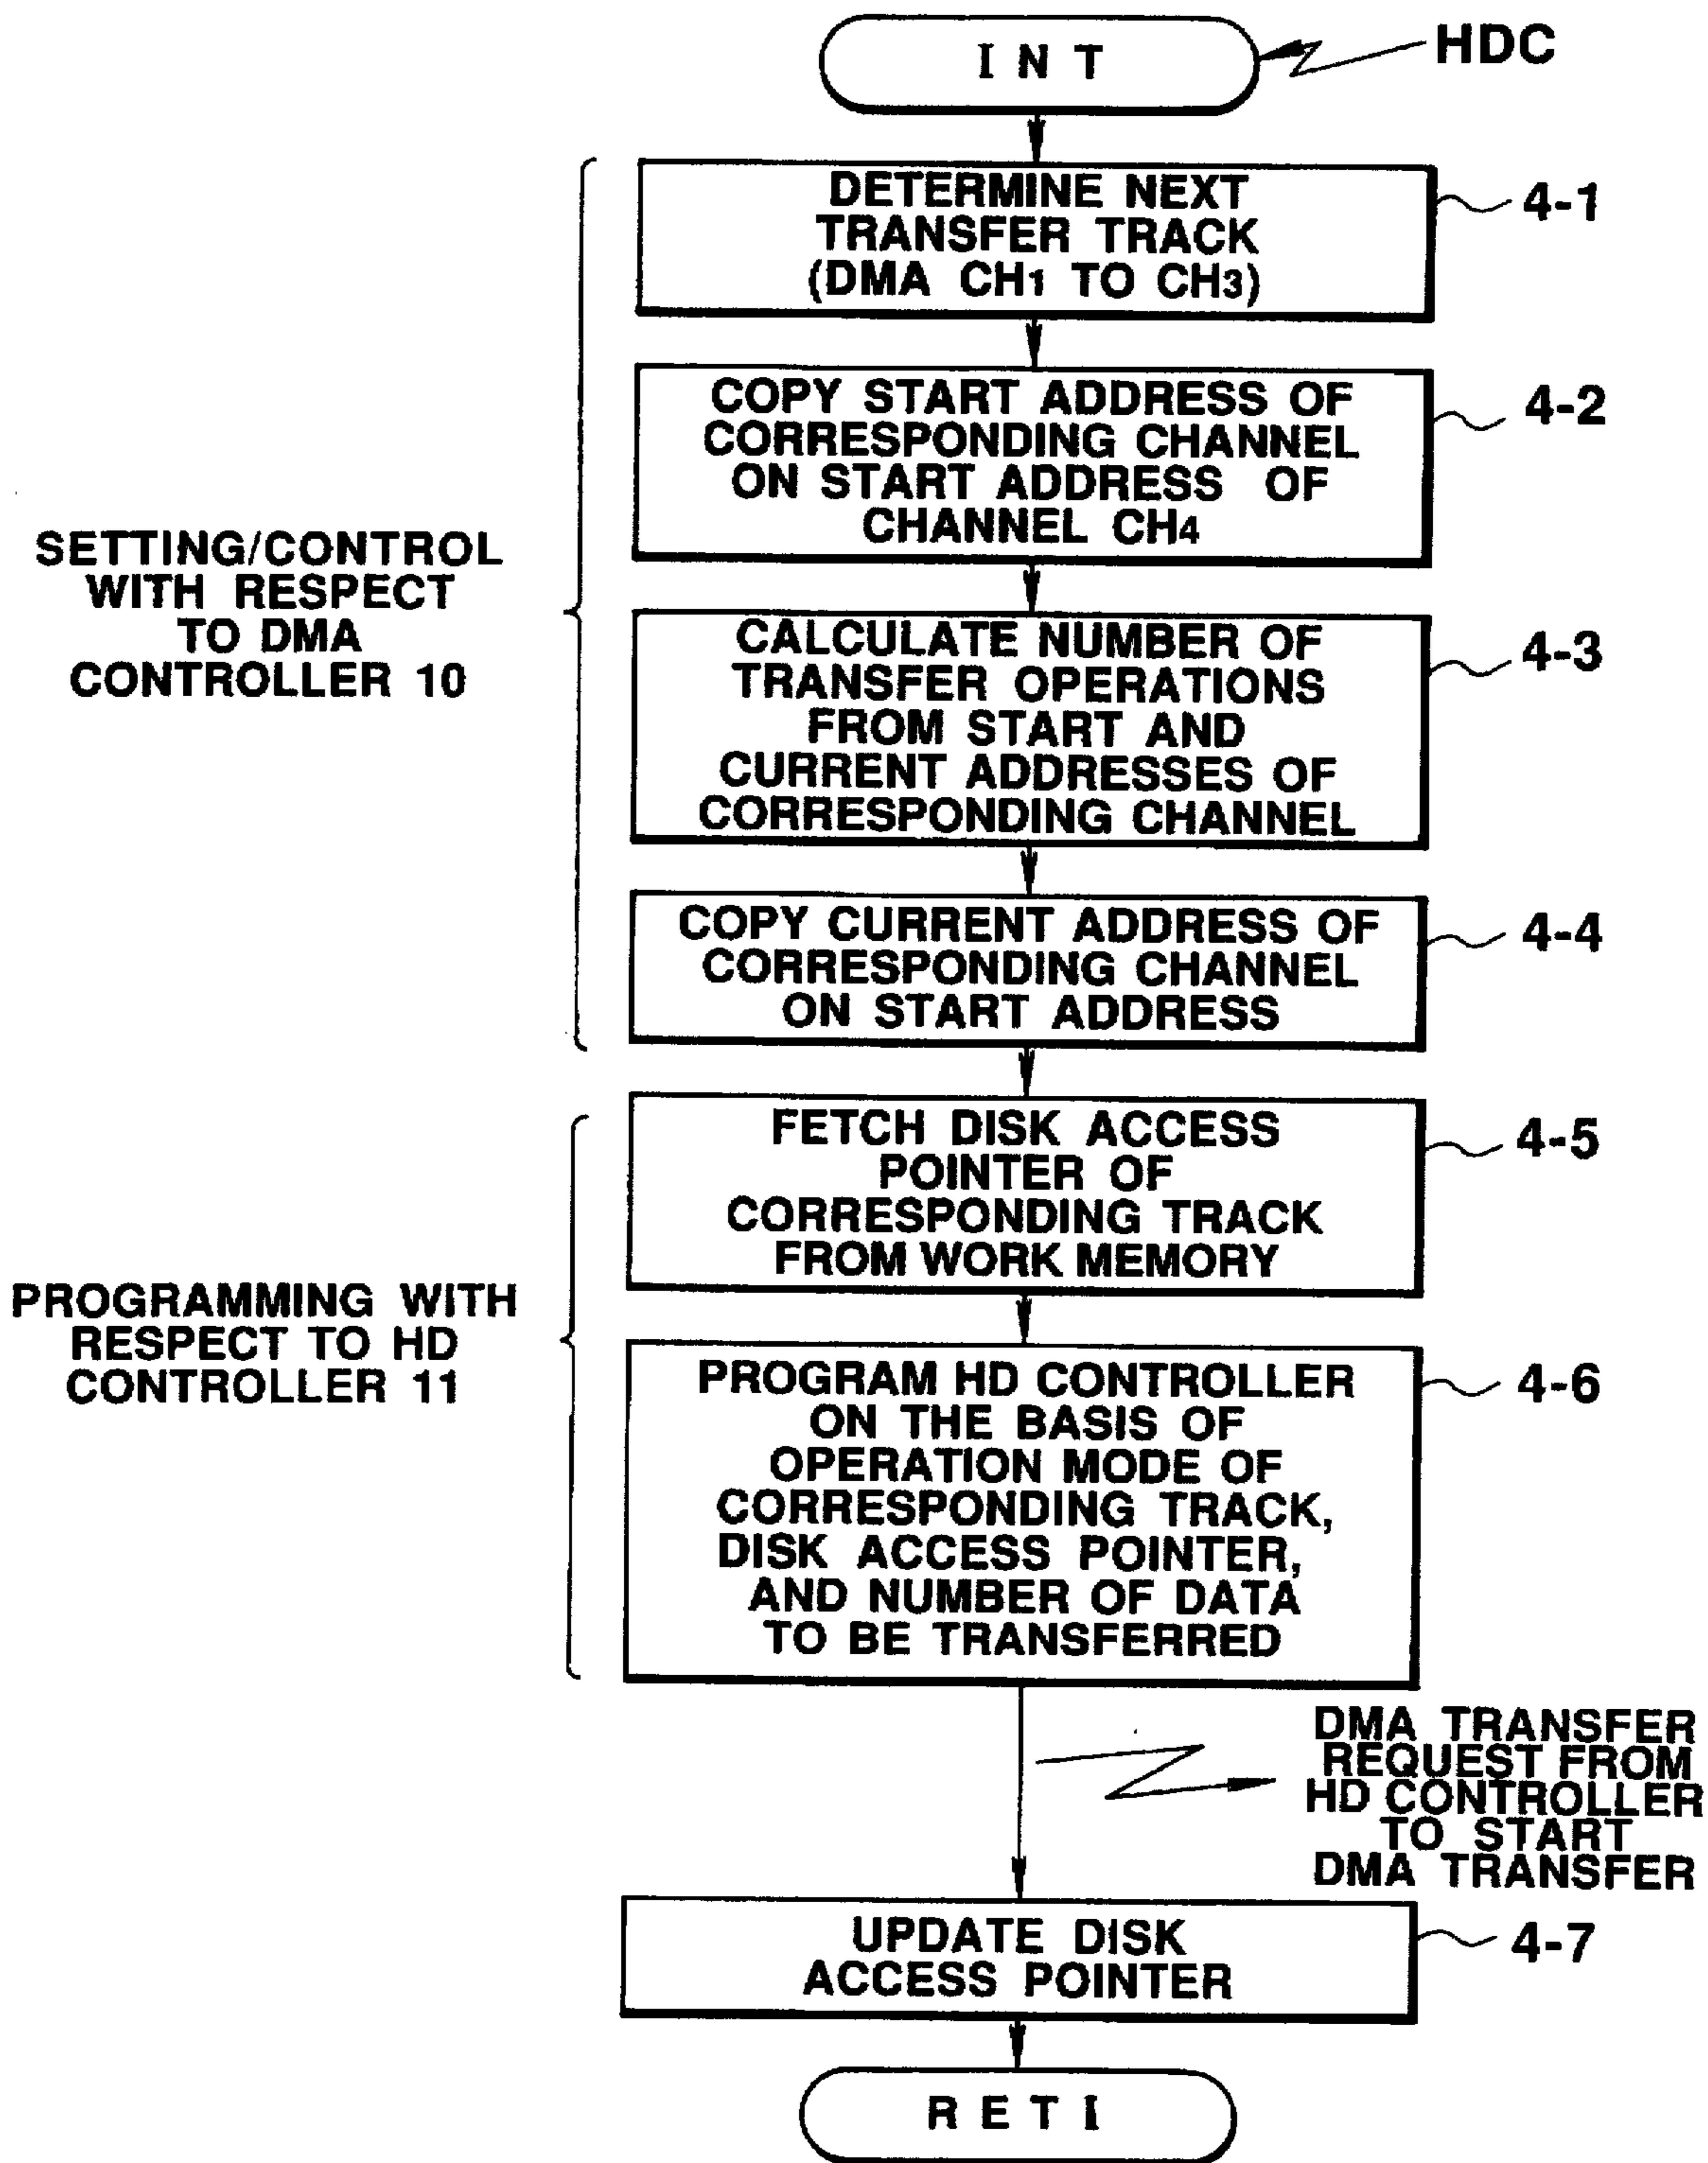 I N T
HDC
DETERMINE NEXT
TRANSFER TRACK
(DMA CH1 TO CH3)
4-1
COPY START ADDRESS OF
CORRESPONDING CHANNEL
ON START ADDRESS OF
CHANNEL CH4
4-2
SETTING/CONTROL
WITH RESPECT
TO DMA
CONTROLLER 10
CALCULATE NUMBER OF
TRANSFER OPERATIONS
FROM START AND
CURRENT ADDRESSES OF
CORRESPONDING CHANNEL
4-3
COPY CURRENT ADDRESS OF
CORRESPONDING CHANNEL
ON START ADDRESS
4-4
FETCH DISK ACCESS
POINTER OF
CORRESPONDING TRACK
FROM WORK MEMORY
4-5
PROGRAMMING WITH
RESPECT TO HD
CONTROLLER 11
PROGRAM HD CONTROLLER
ON THE BASIS OF
OPERATION MODE OF
CORRESPONDING TRACK,
DISK ACCESS POINTER,
AND NUMBER OF DATA
TO BE TRANSFERRED
4-6
DMA TRANSFER
REQUEST FROM
HD CONTROLLER
TO START
DMA TRANSFER
UPDATE DISK
ACCESS POINTER
4-7
R E T I